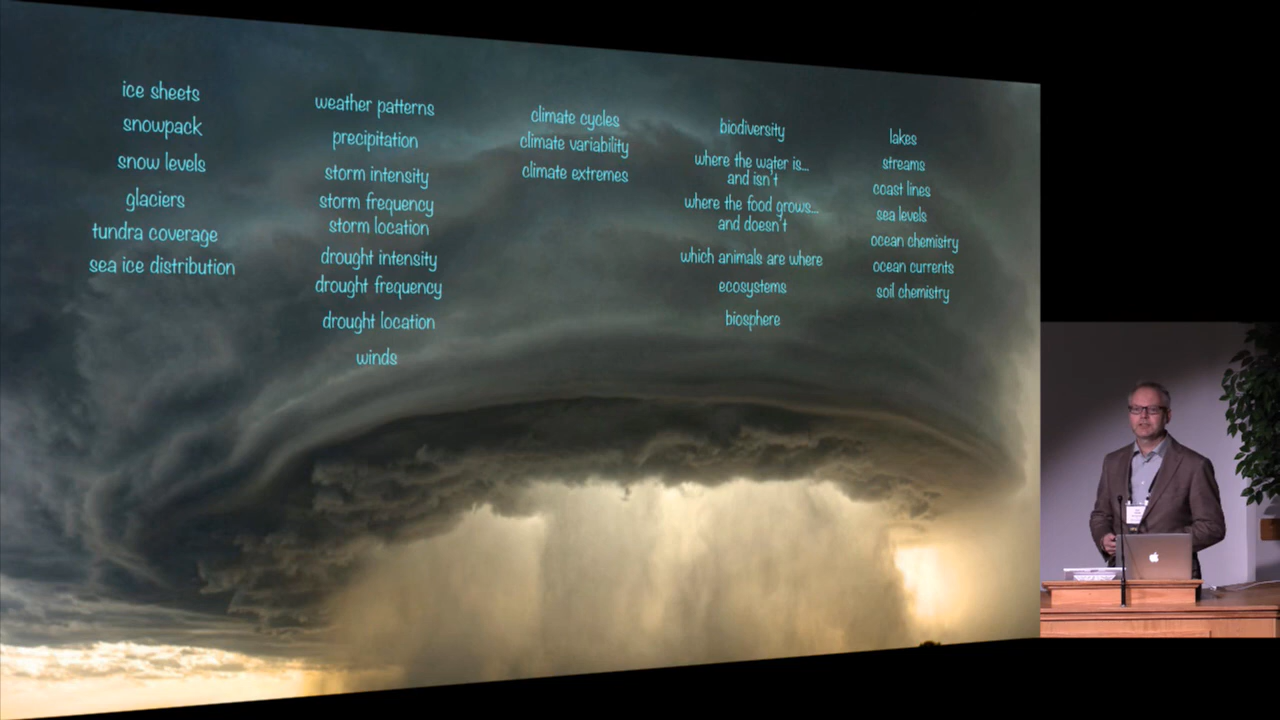 ice sheets
snowpack
snow levels
glaciers
tundra coverage
sea ice distribution
weather patterns
precipitation
storm intensity
storm frequency
storm location
drought intensity
drought frequency
drought location
winds
climate cycles
climate variability
climate extremes
biodiversity
where the water is...
and isn't
where the food grows...
and doesn't
which animals are where
ecosystems
biosphere
lakes
streams
coast lines
sea levels
ocean chemistry
ocean currents
soil chemistry